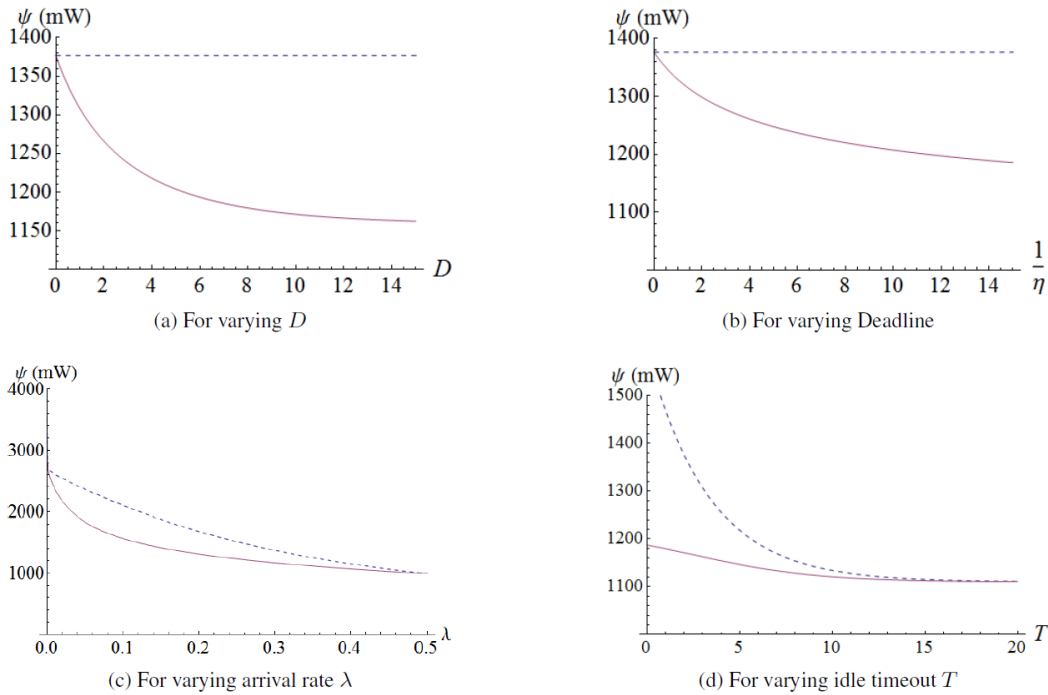 ψ (mW)
1400
1350
1300
1250
1200
1150
0 2 4 6 8 10 12 14 D
(a) For varying D
ψ (mW)
1400
1300
1200
1100
0 2 4 6 8 10 12 14 1/η
(b) For varying Deadline
ψ (mW)
4000
3000
2000
1000
0.0 0.1 0.2 0.3 0.4 0.5 λ
(c) For varying arrival rate λ
ψ (mW)
1500
1400
1300
1200
1100
0 5 10 15 20 T
(d) For varying idle timeout T